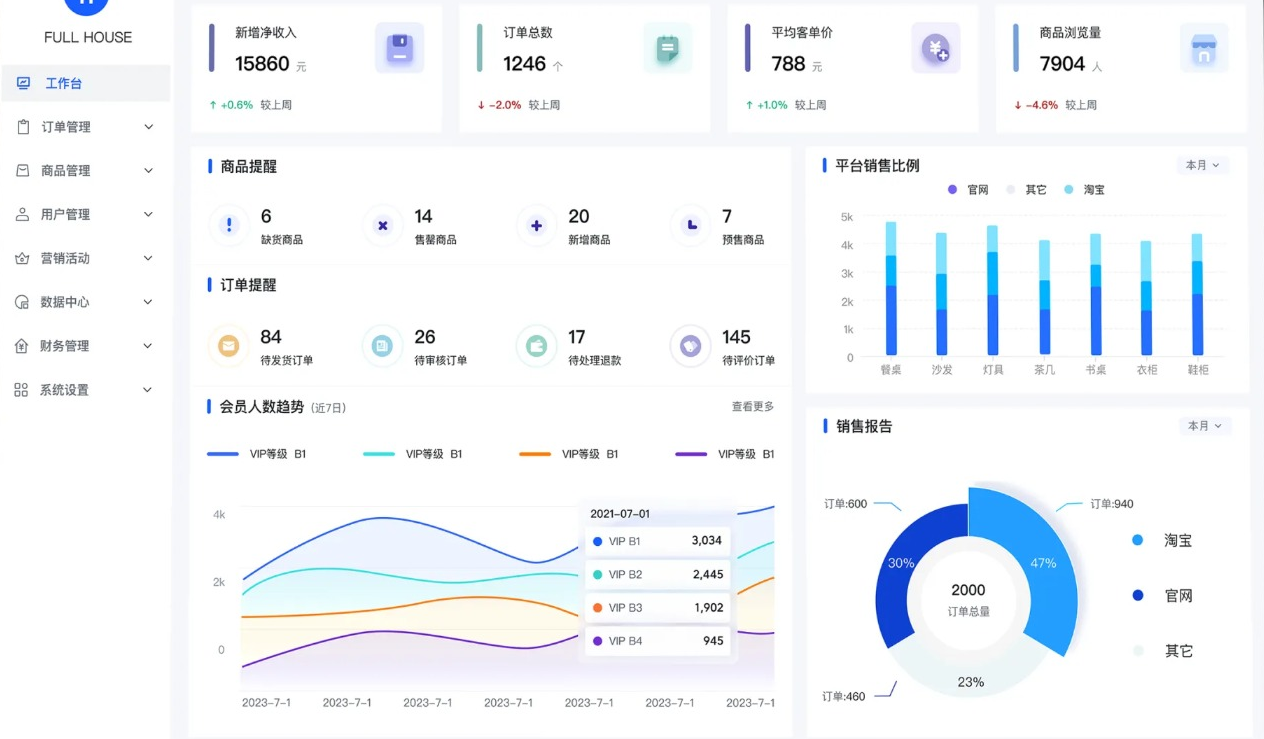 FULL HOUSE
工作台
订单管理
商品管理
用户管理
营销活动
数据中心
财务管理
系统设置
新增净收入
15860 元
↑ +0.6% 较上周
订单总数
1246 个
↓ -2.0% 较上周
平均客单价
788 元
↑ +1.0% 较上周
商品浏览量
7904 人
↓ -4.6% 较上周
商品提醒
6
缺货商品
14
售罄商品
20
新增商品
7
预售商品
订单提醒
84
待发货订单
26
待审核订单
17
待处理退款
145
待评价订单
会员人数趋势 (近7日)
查看更多
VIP等级 B1
VIP等级 B1
VIP等级 B1
VIP等级 B1
4k
2k
0
2021-07-01
VIP B1 3,034
VIP B2 2,445
VIP B3 1,902
VIP B4 945
2023-7-1 2023-7-1 2023-7-1 2023-7-1 2023-7-1 2023-7-1 2023-7-1
平台销售比例
本月
官网 其它 淘宝
5k
4k
3k
2k
1k
0
餐桌 沙发 灯具 茶几 书桌 衣柜 鞋柜
销售报告
本月
订单:600
订单:940
30%
47%
2000
订单总量
23%
订单:460
淘宝
官网
其它